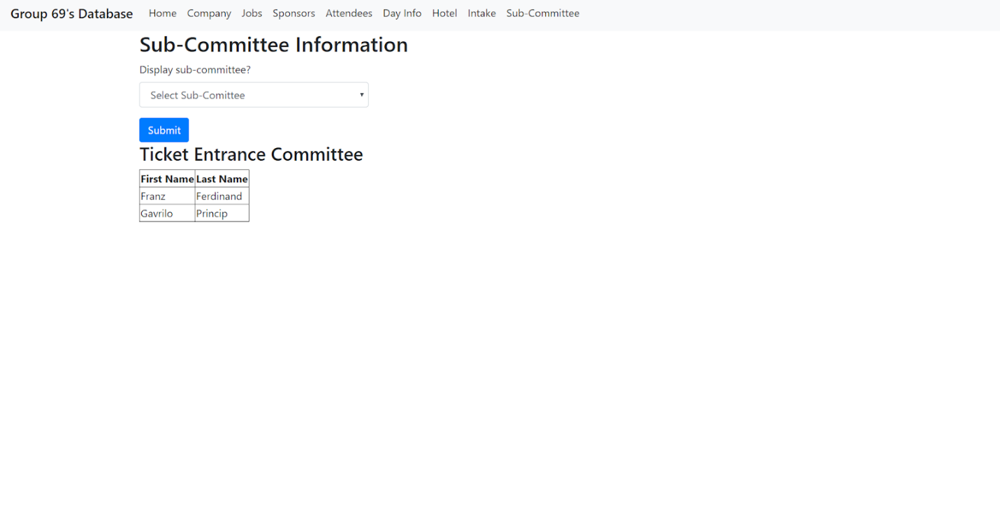 Group 69's Database Home Company Jobs Sponsors Attendees Day Info Hotel Intake Sub-Committee
Sub-Committee Information
Display sub-committee?
Select Sub-Comittee
Submit
Ticket Entrance Committee
First Name Last Name
Franz Ferdinand
Gavrilo Princip